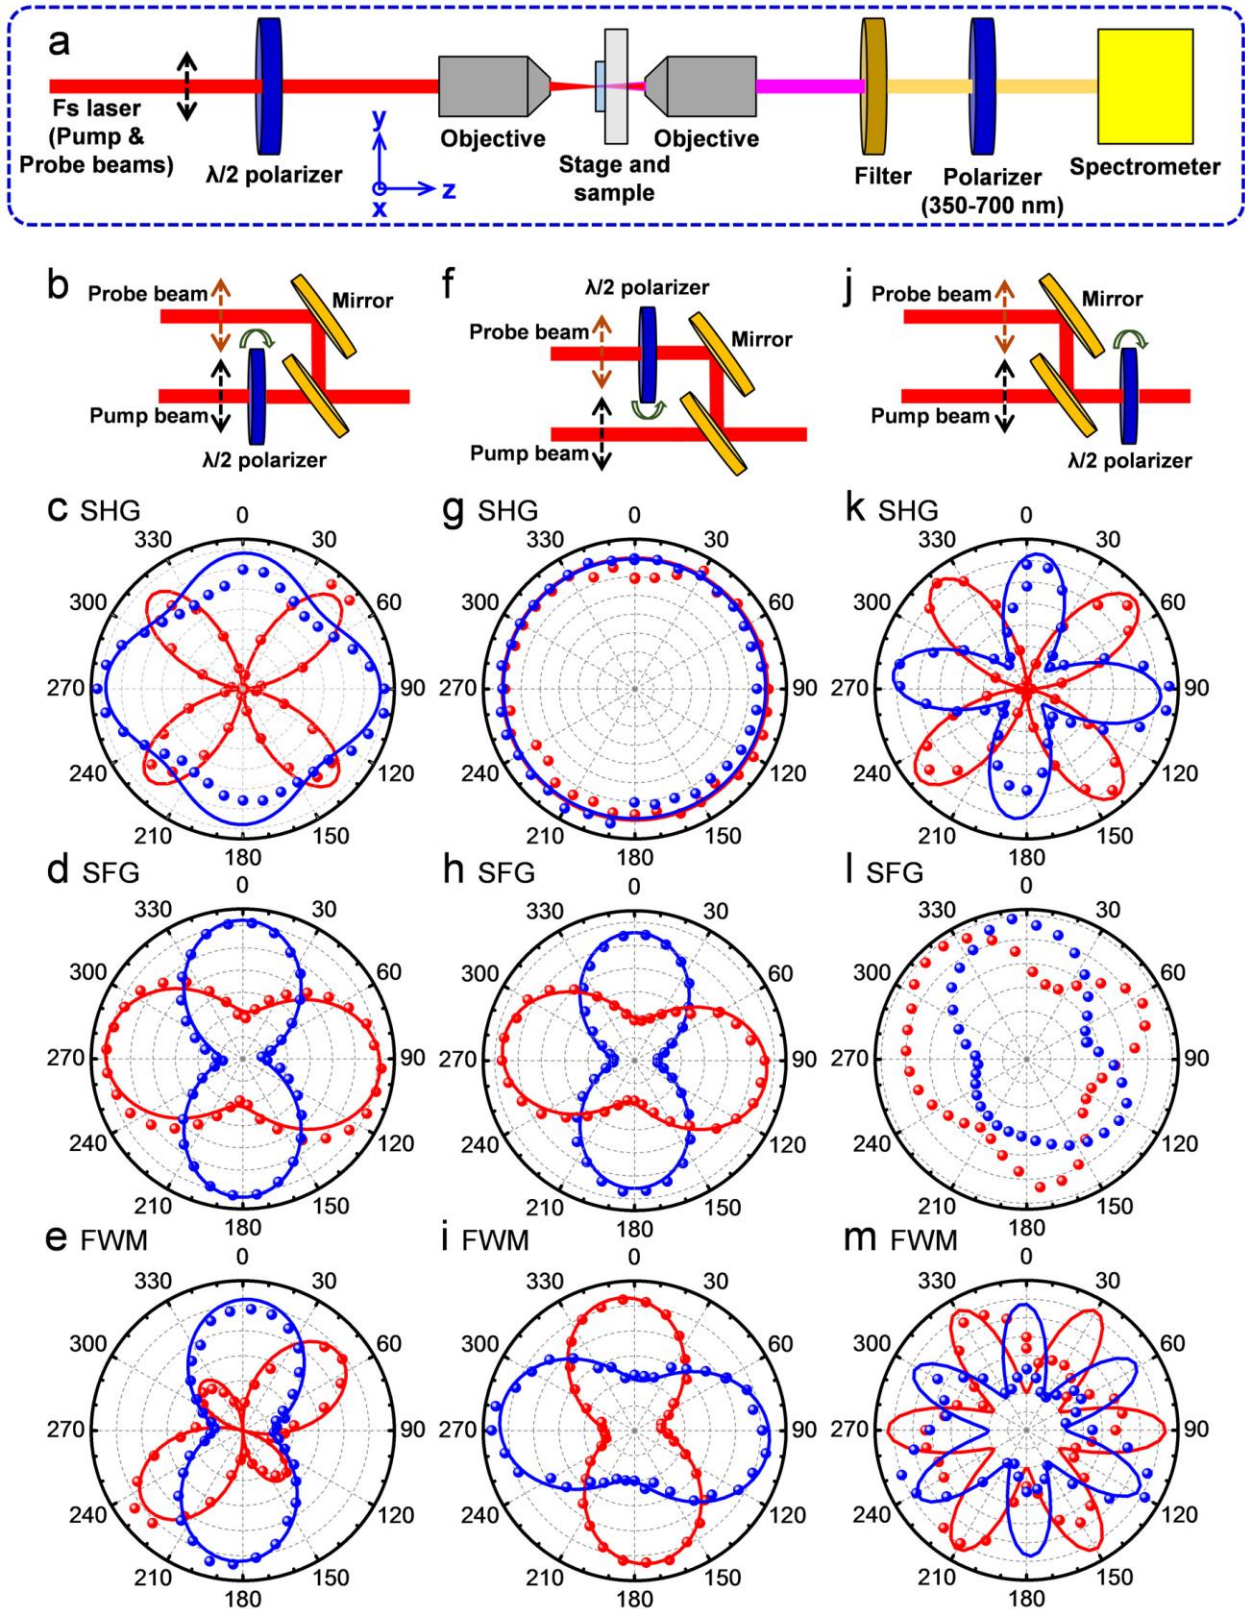 a
Fs laser
(Pump &
Probe beams)
λ/2 polarizer
y
z
x
Objective
Stage and
sample
Objective
Filter
Polarizer
(350-700 nm)
Spectrometer
b
Probe beam
Mirror
Pump beam
λ/2 polarizer
f
λ/2 polarizer
Probe beam
Mirror
Pump beam
j
Probe beam
Mirror
Pump beam
λ/2 polarizer
c SHG
0
30
60
90
120
150
180
210
240
270
300
330
g SHG
0
30
60
90
120
150
180
210
240
270
300
330
k SHG
0
30
60
90
120
150
180
210
240
270
300
330
d SFG
0
30
60
90
120
150
180
210
240
270
300
330
h SFG
0
30
60
90
120
150
180
210
240
270
300
330
l SFG
0
30
60
90
120
150
180
210
240
270
300
330
e FWM
0
30
60
90
120
150
180
210
240
270
300
330
i FWM
0
30
60
90
120
150
180
210
240
270
300
330
m FWM
0
30
60
90
120
150
180
210
240
270
300
330